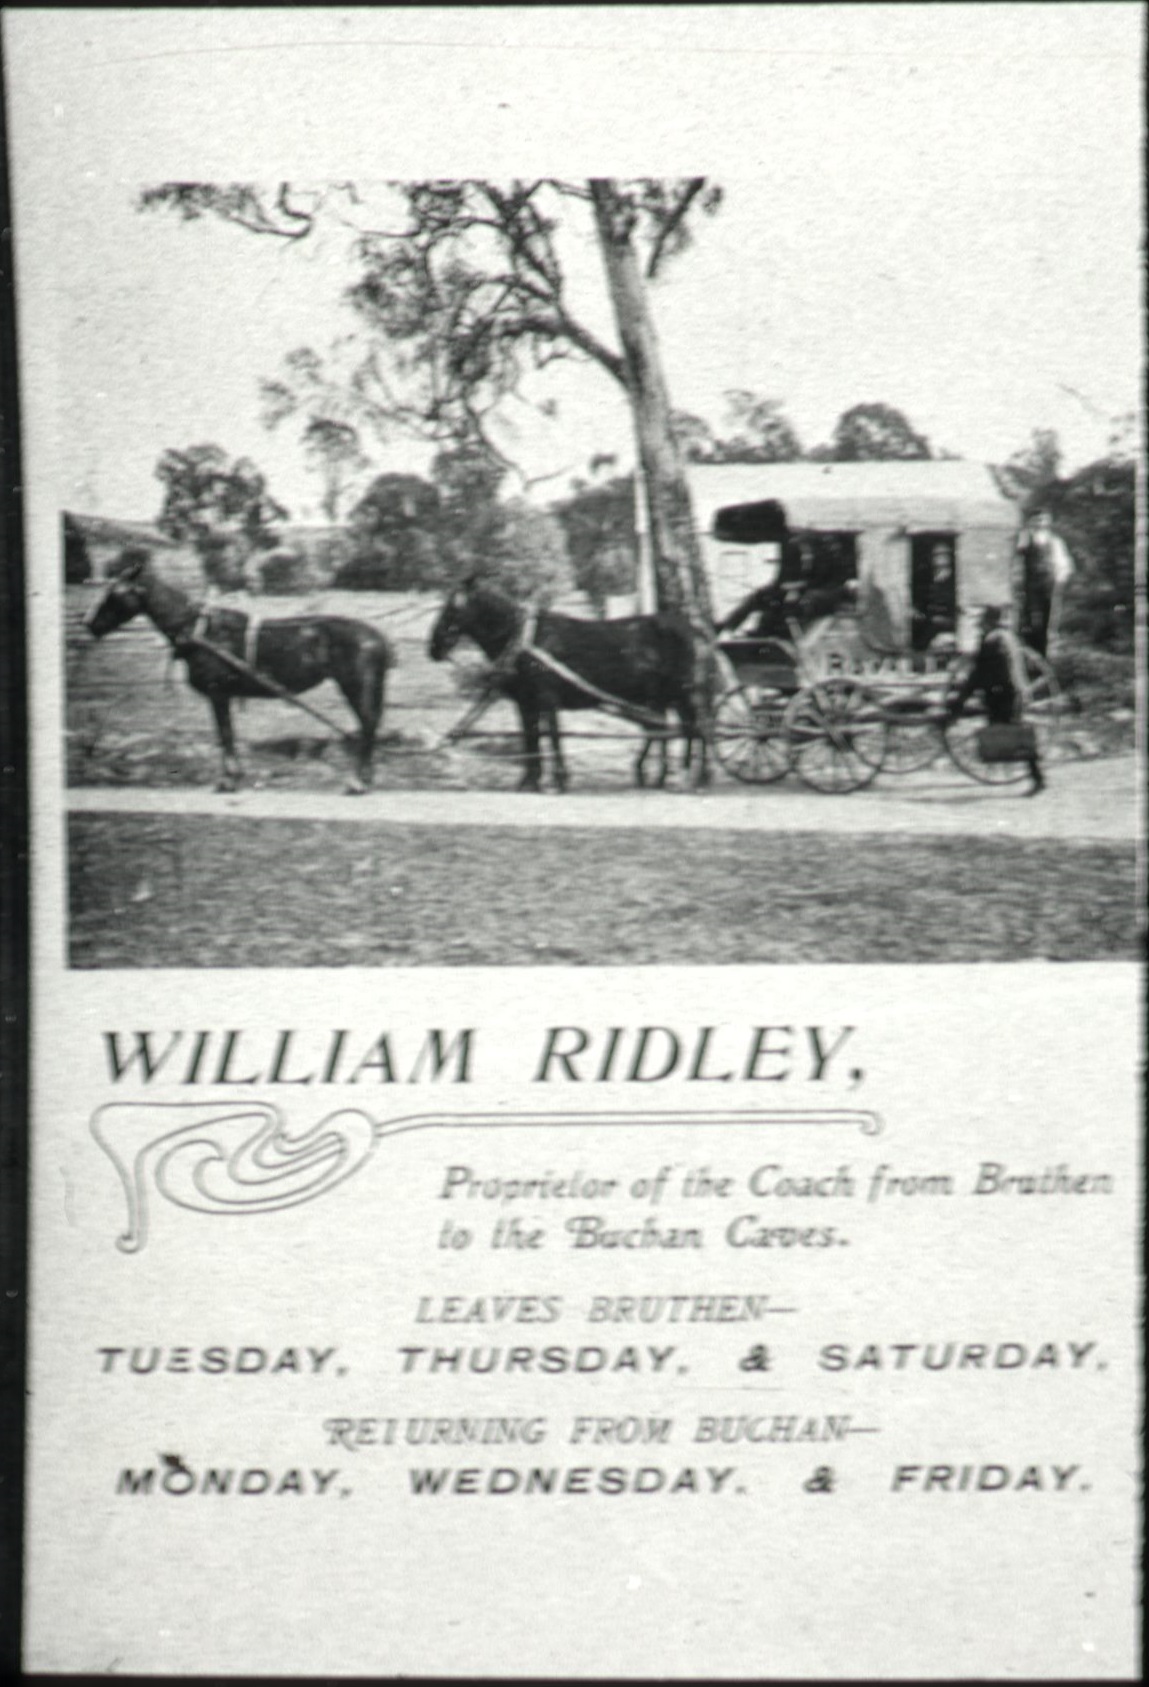 WILLIAM RIDLEY,
Proprietor of the Coach from Bruthen
to the Buchan Caves.
LEAVES BRUTHEN—
TUESDAY, THURSDAY, & SATURDAY.
RETURNING FROM BUCHAN—
MONDAY, WEDNESDAY, & FRIDAY.